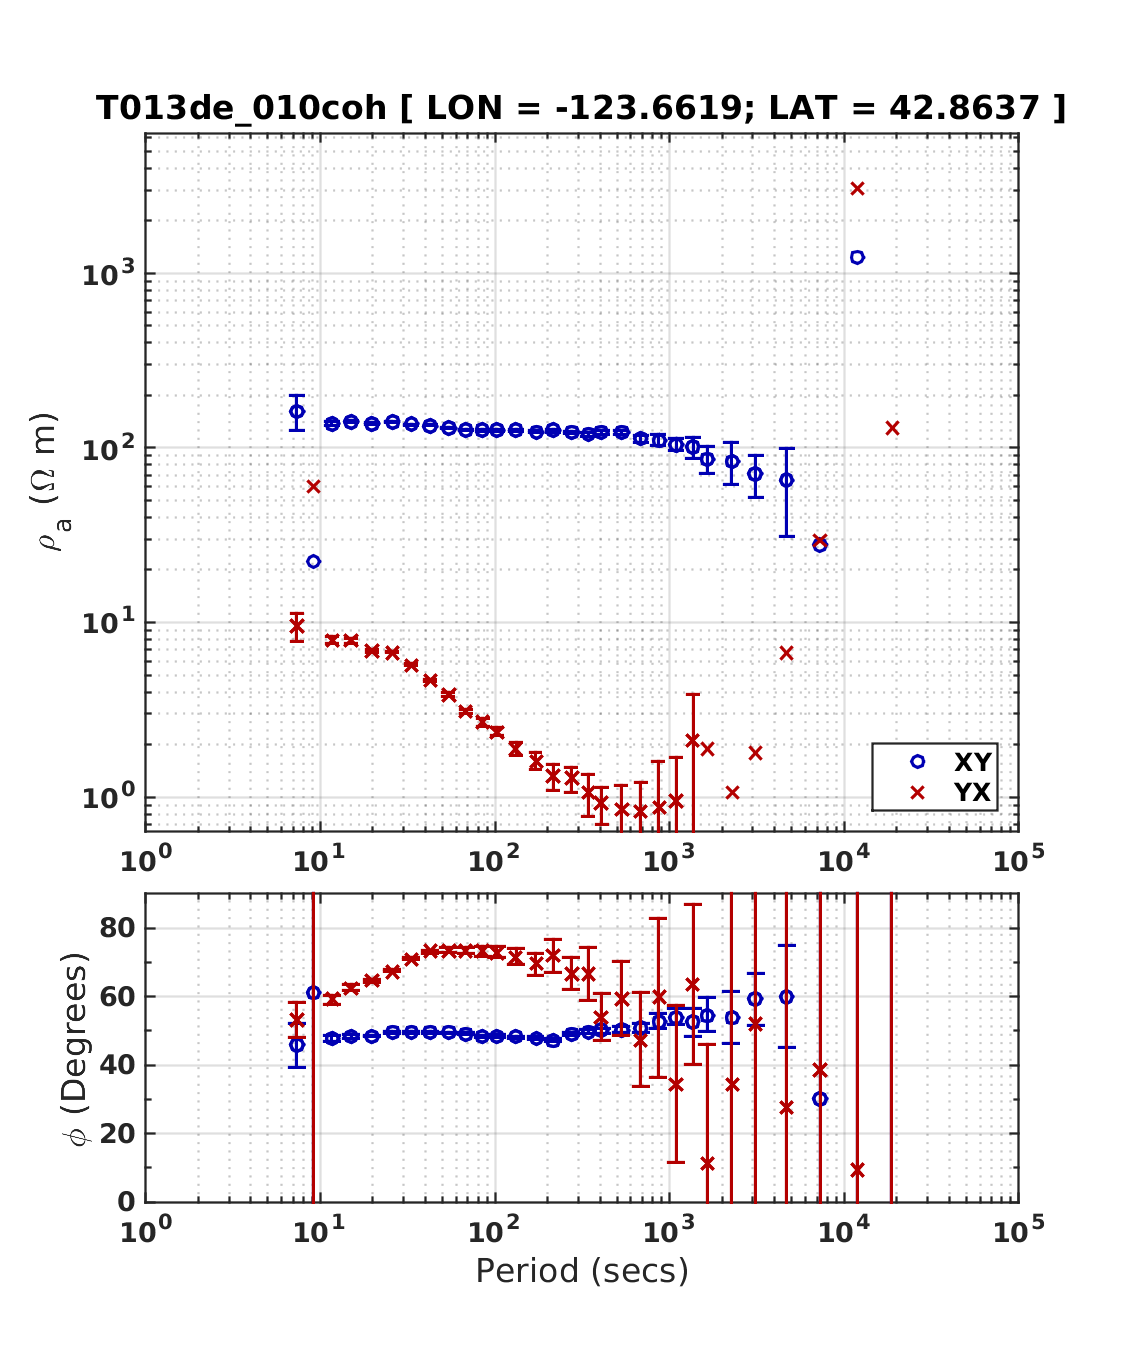 T013de_010coh [ LON = -123.6619; LAT = 42.8637 ]
ρ a (Ω m)
10^3
10^2
10^1
10^0
XY
YX
10^0 10^1 10^2 10^3 10^4 10^5
ϕ (Degrees)
80
60
40
20
0
10^0 10^1 10^2 10^3 10^4 10^5
Period (secs)